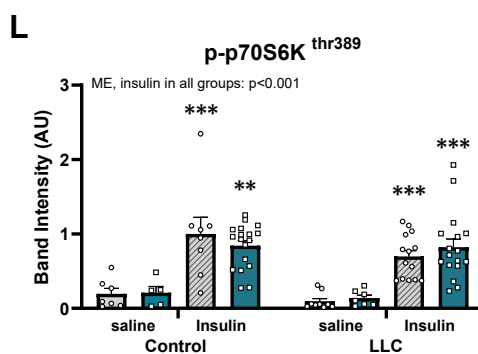 L
p-p70S6K thr389
ME, insulin in all groups: p<0.001
Band Intensity (AU)
3
2
1
0
***
**
***
***
saline Insulin saline Insulin
Control LLC